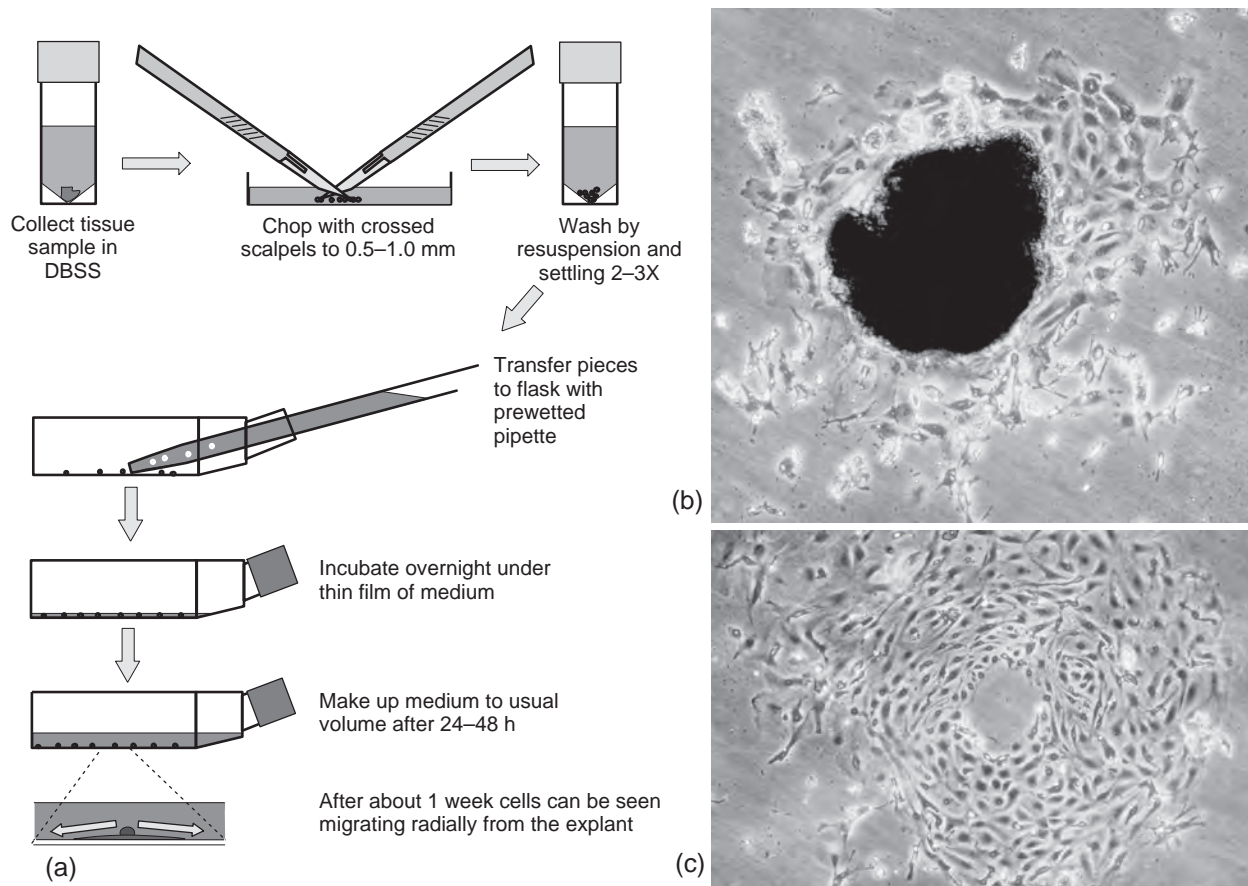 Collect tissue
sample in
DBSS
Chop with crossed
scalpels to 0.5–1.0 mm
Wash by
resuspension and
settling 2–3X
Transfer pieces
to flask with
prewetted
pipette
(b)
Incubate overnight under
thin film of medium
Make up medium to usual
volume after 24–48 h
After about 1 week cells can be seen
migrating radially from the explant
(a)
(c)